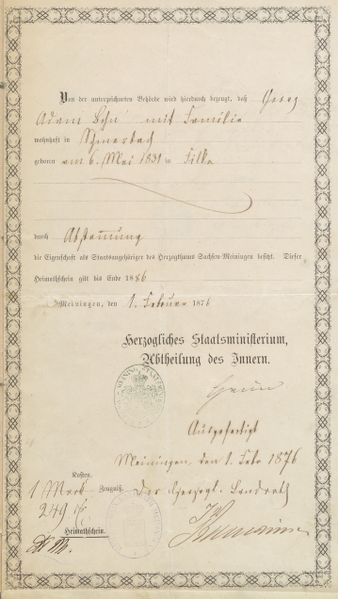 Von der unterzeichneten Behörde wird hierdurch bezeugt, daß Georg
Adam mit Familie
wohnhaft in Schmerbach
geboren am 6. Mai 1831 in Filke
durch Abstammung
die Eigenschaft als Staatsangehöriger des Herzogthums Sachsen-Meiningen besitzt. Dieser
Heimathschein gilt bis Ende 1886
Meiningen, den 1. Februar 1876
Herzogliches Staatsministerium,
Abtheilung des Innern.
Ausgefertigt
Meiningen, den 1. Febr 1876
Kosten.
1 Mark Zeugniß. Der Herzogl. Landrath
249
Heimathschein.